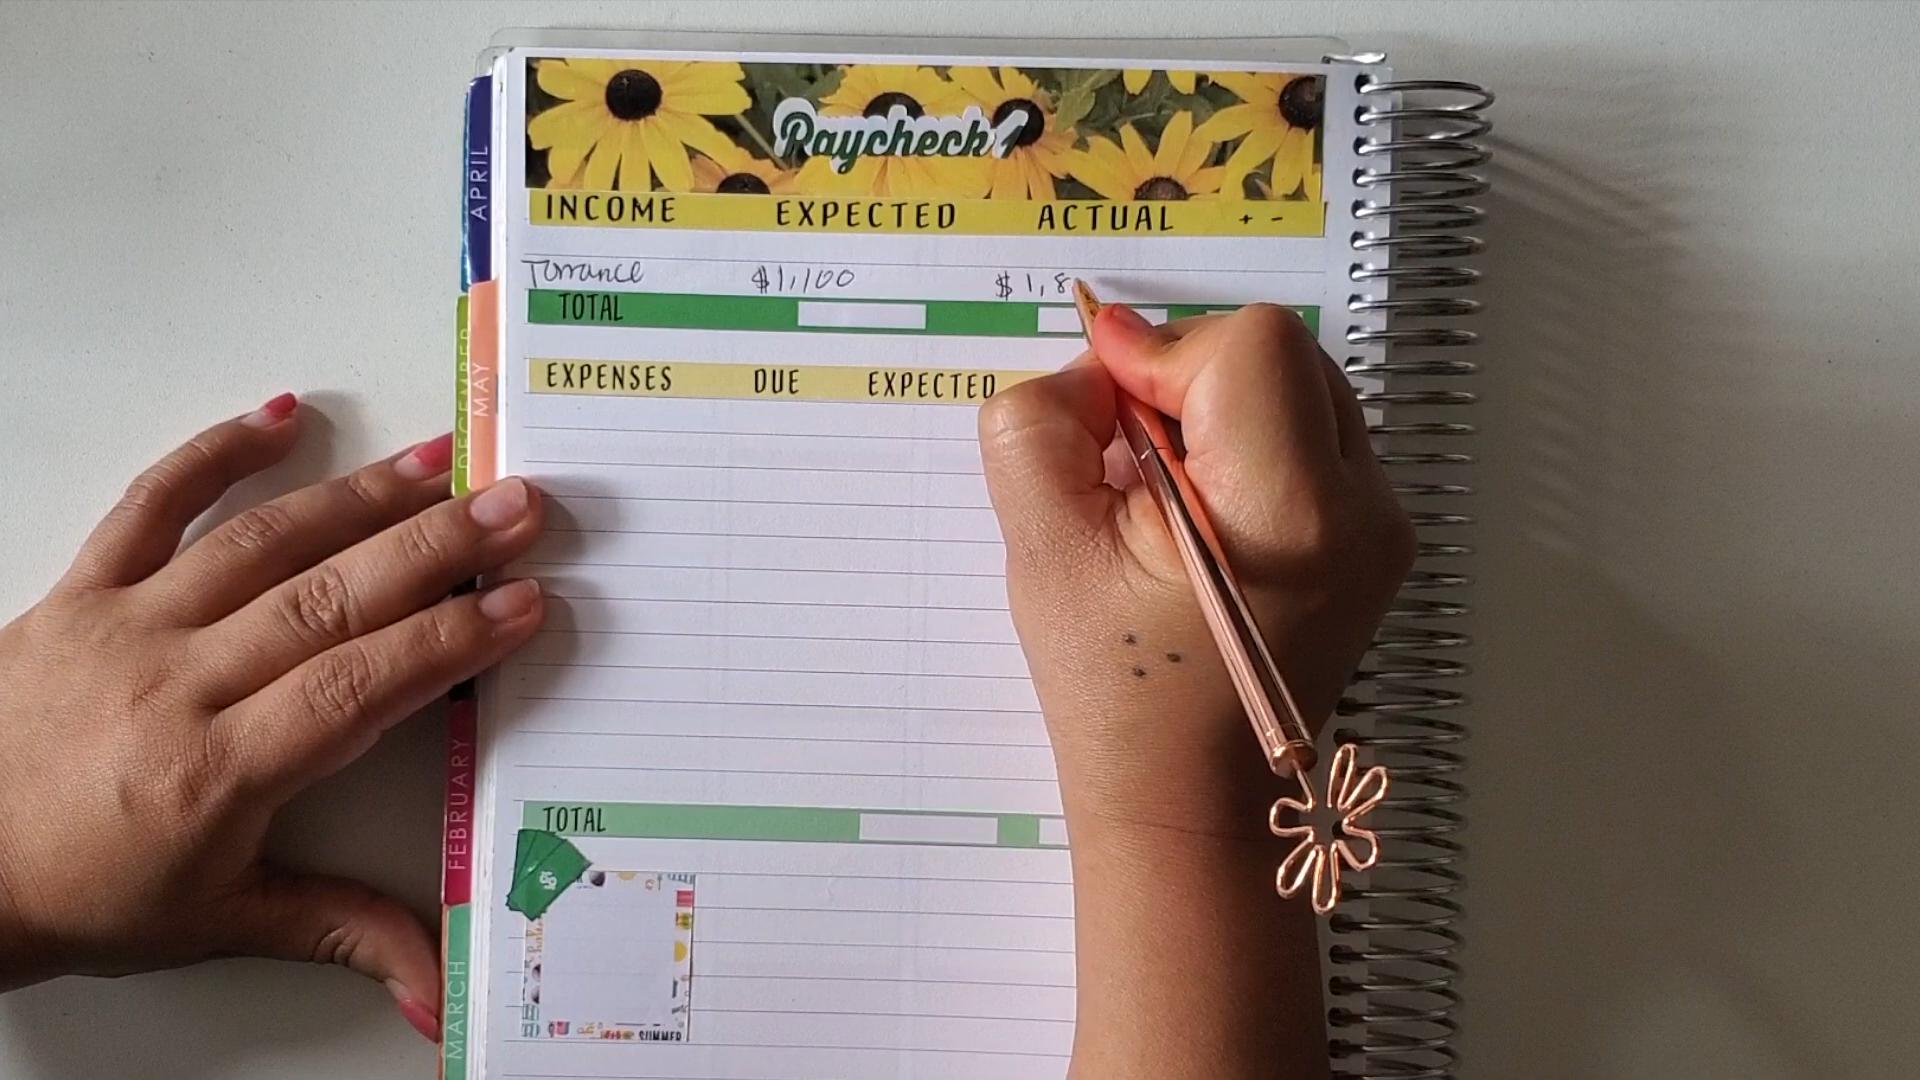 Paycheck 1
INCOME EXPECTED ACTUAL + -
Torrance $1,100 $1,8
TOTAL
EXPENSES DUE EXPECTED
TOTAL
SUMMER
APRIL
MAY
DECEMBER
FEBRUARY
MARCH